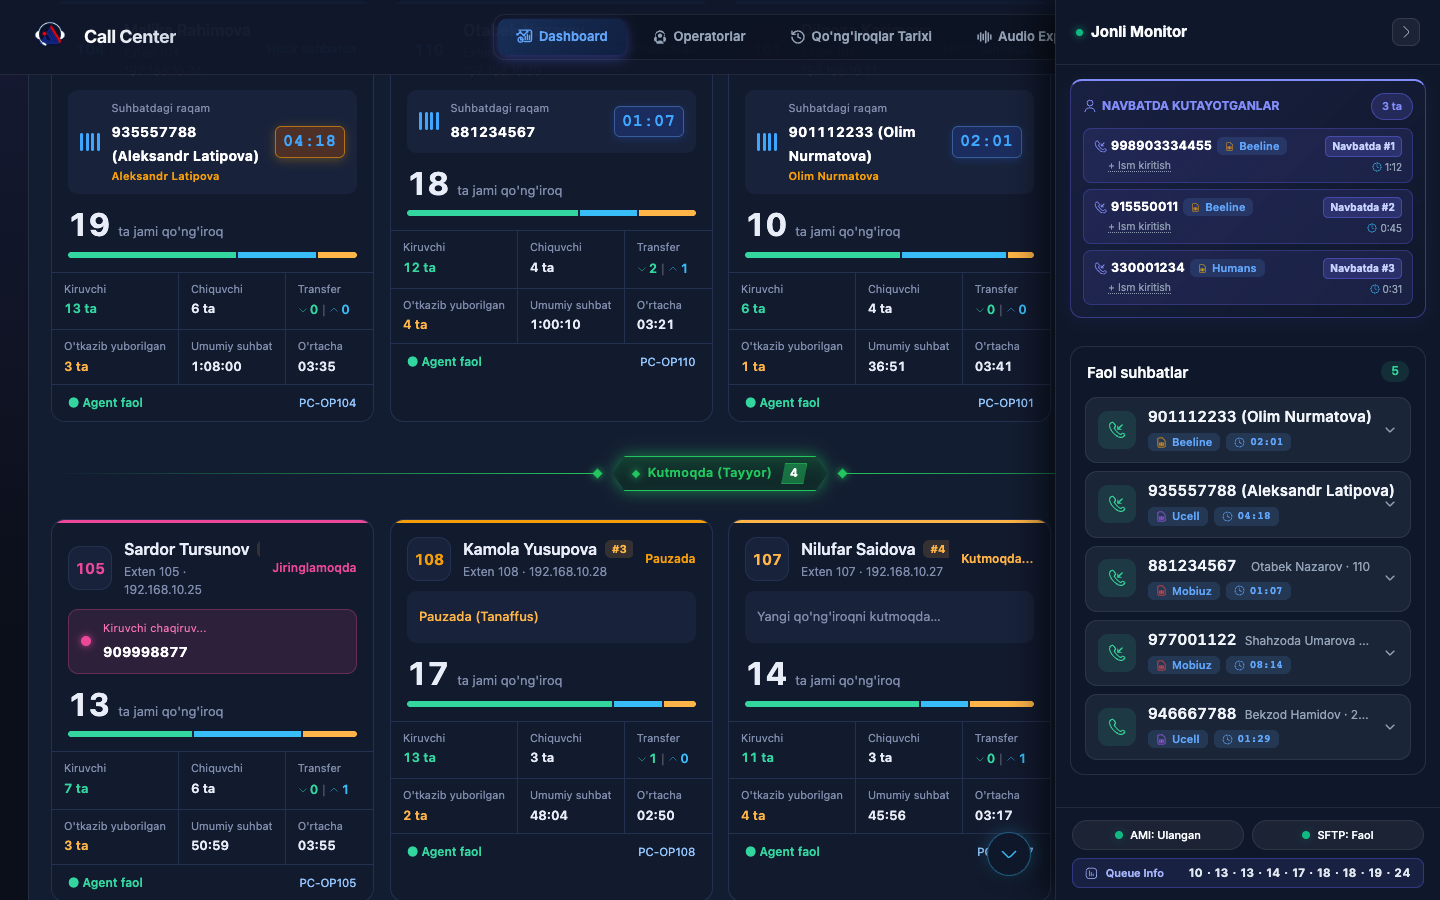 Call Center
Dashboard
Operatorlar
Qo'ng'iroqlar Tarixi
Audio Exp
Suhbatdagi raqam
935557788
(Aleksandr Latipova)
Aleksandr Latipova
04:18
19 ta jami qo'ng'iroq
Kiruvchi
13 ta
Chiquvchi
6 ta
Transfer
0 | 0
O'tkazib yuborilgan
3 ta
Umumiy suhbat
1:08:00
O'rtacha
03:35
Agent faol
PC-OP104
Suhbatdagi raqam
881234567
01:07
18 ta jami qo'ng'iroq
Kiruvchi
12 ta
Chiquvchi
4 ta
Transfer
2 | 1
O'tkazib yuborilgan
4 ta
Umumiy suhbat
1:00:10
O'rtacha
03:21
Agent faol
PC-OP110
Suhbatdagi raqam
901112233 (Olim
Nurmatova)
Olim Nurmatova
02:01
10 ta jami qo'ng'iroq
Kiruvchi
6 ta
Chiquvchi
4 ta
Transfer
0 | 0
O'tkazib yuborilgan
1 ta
Umumiy suhbat
36:51
O'rtacha
03:41
Agent faol
PC-OP101
Kutmoqda (Tayyor) 4
105
Sardor Tursunov
Exten 105 ·
192.168.10.25
Jiringlamoqda
Kiruvchi chaqiruv...
909998877
13 ta jami qo'ng'iroq
Kiruvchi
7 ta
Chiquvchi
6 ta
Transfer
0 | 1
O'tkazib yuborilgan
3 ta
Umumiy suhbat
50:59
O'rtacha
03:55
Agent faol
PC-OP105
108
Kamola Yusupova #3
Exten 108 · 192.168.10.28
Pauzada
Pauzada (Tanaffus)
17 ta jami qo'ng'iroq
Kiruvchi
13 ta
Chiquvchi
3 ta
Transfer
1 | 0
O'tkazib yuborilgan
2 ta
Umumiy suhbat
48:04
O'rtacha
02:50
Agent faol
PC-OP108
107
Nilufar Saidova #4
Exten 107 · 192.168.10.27
Kutmoqda...
Yangi qo'ng'iroqni kutmoqda...
14 ta jami qo'ng'iroq
Kiruvchi
11 ta
Chiquvchi
3 ta
Transfer
0 | 1
O'tkazib yuborilgan
4 ta
Umumiy suhbat
45:56
O'rtacha
03:17
Agent faol
Jonli Monitor
NAVBATDA KUTAYOTGANLAR
3 ta
998903334455 Beeline
Navbatda #1
+ Ism kiritish
1:12
915550011 Beeline
Navbatda #2
+ Ism kiritish
0:45
330001234 Humans
Navbatda #3
+ Ism kiritish
0:31
Faol suhbatlar
5
901112233 (Olim Nurmatova)
Beeline 02:01
935557788 (Aleksandr Latipova)
Ucell 04:18
881234567 Otabek Nazarov · 110
Mobiuz 01:07
977001122 Shahzoda Umarova ...
Mobiuz 08:14
946667788 Bekzod Hamidov · 2...
Ucell 01:29
AMI: Ulangan
SFTP: Faol
Queue Info
10 · 13 · 13 · 14 · 17 · 18 · 18 · 19 · 24